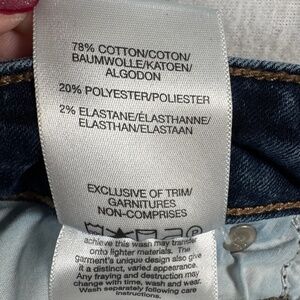 78% COTTON/COTON/
BAUMWOLLE/KATOEN/
ALGODON
20% POLYESTER/POLIESTER
2% ELASTANE/ÉLASTHANNE/
ELASTHAN/ELASTAAN
EXCLUSIVE OF TRIM/
GARNITURES
NON-COMPRISES
achieve this wash may transfer
onto lighter materials. The
garment's unique design also give
it a distinct, varied appearance.
Any fraying and destruction may
change with time, wash and wear.
Wash separately following care
instructions.